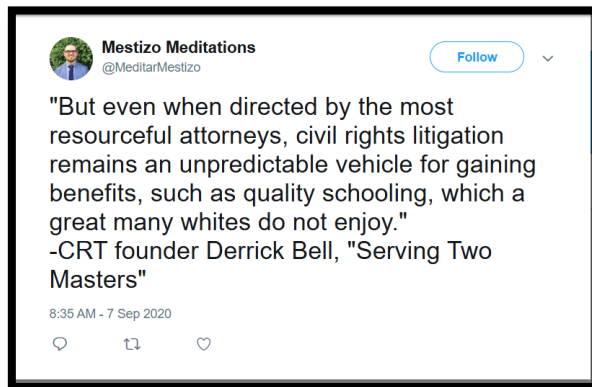 Mestizo Meditations
@MeditarMestizo
Follow
"But even when directed by the most
resourceful attorneys, civil rights litigation
remains an unpredictable vehicle for gaining
benefits, such as quality schooling, which a
great many whites do not enjoy."
-CRT founder Derrick Bell, "Serving Two
Masters"
8:35 AM - 7 Sep 2020